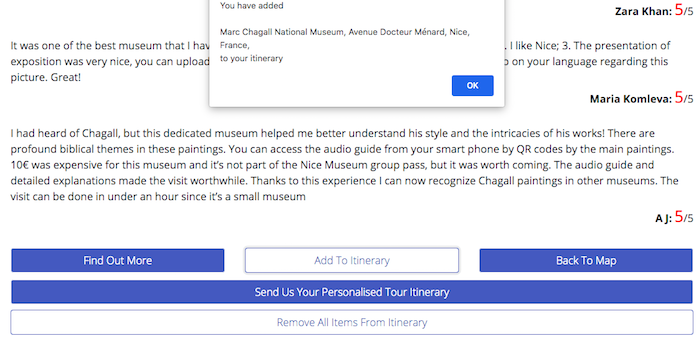 You have added
Zara Khan: 5/5
Marc Chagall National Museum, Avenue Docteur Ménard, Nice,
France,
to your itinerary
It was one of the best museum that I hav
. I like Nice; 3. The presentation of
exposition was very nice, you can upload
on your language regarding this
picture. Great!
OK
Maria Komleva: 5/5
I had heard of Chagall, but this dedicated museum helped me better understand his style and the intricacies of his works! There are
profound biblical themes in these paintings. You can access the audio guide from your smart phone by QR codes by the main paintings.
10€ was expensive for this museum and it’s not part of the Nice Museum group pass, but it was worth coming. The audio guide and
detailed explanations made the visit worthwhile. Thanks to this experience I can now recognize Chagall paintings in other museums. The
visit can be done in under an hour since it’s a small museum
A J: 5/5
Find Out More
Add To Itinerary
Back To Map
Send Us Your Personalised Tour Itinerary
Remove All Items From Itinerary